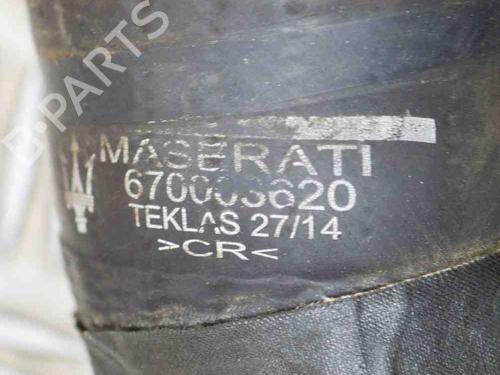 B-PARTS
MASERATI
670003620
TEKLAS 27/14
>CR<